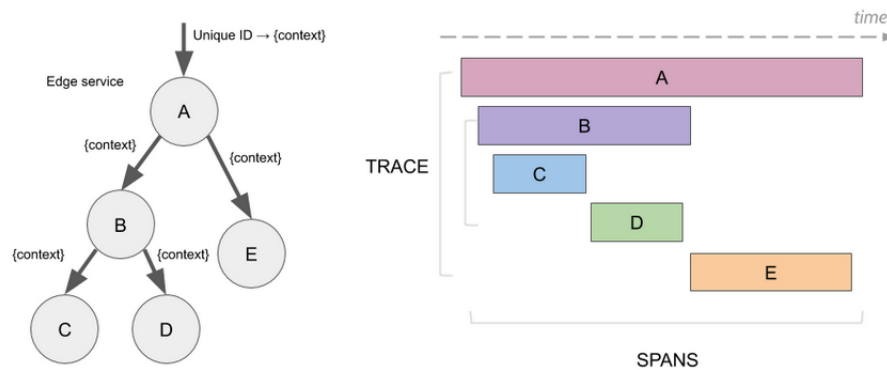 Unique ID → {context}
Edge service
A
{context}
{context}
B
E
{context}
{context}
C
D
time
A
B
C
TRACE
D
E
SPANS